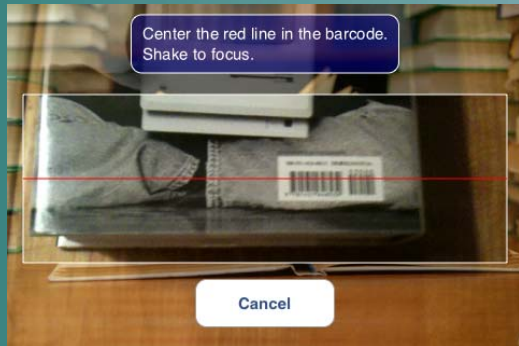 Center the red line in the barcode.
Shake to focus.
Cancel